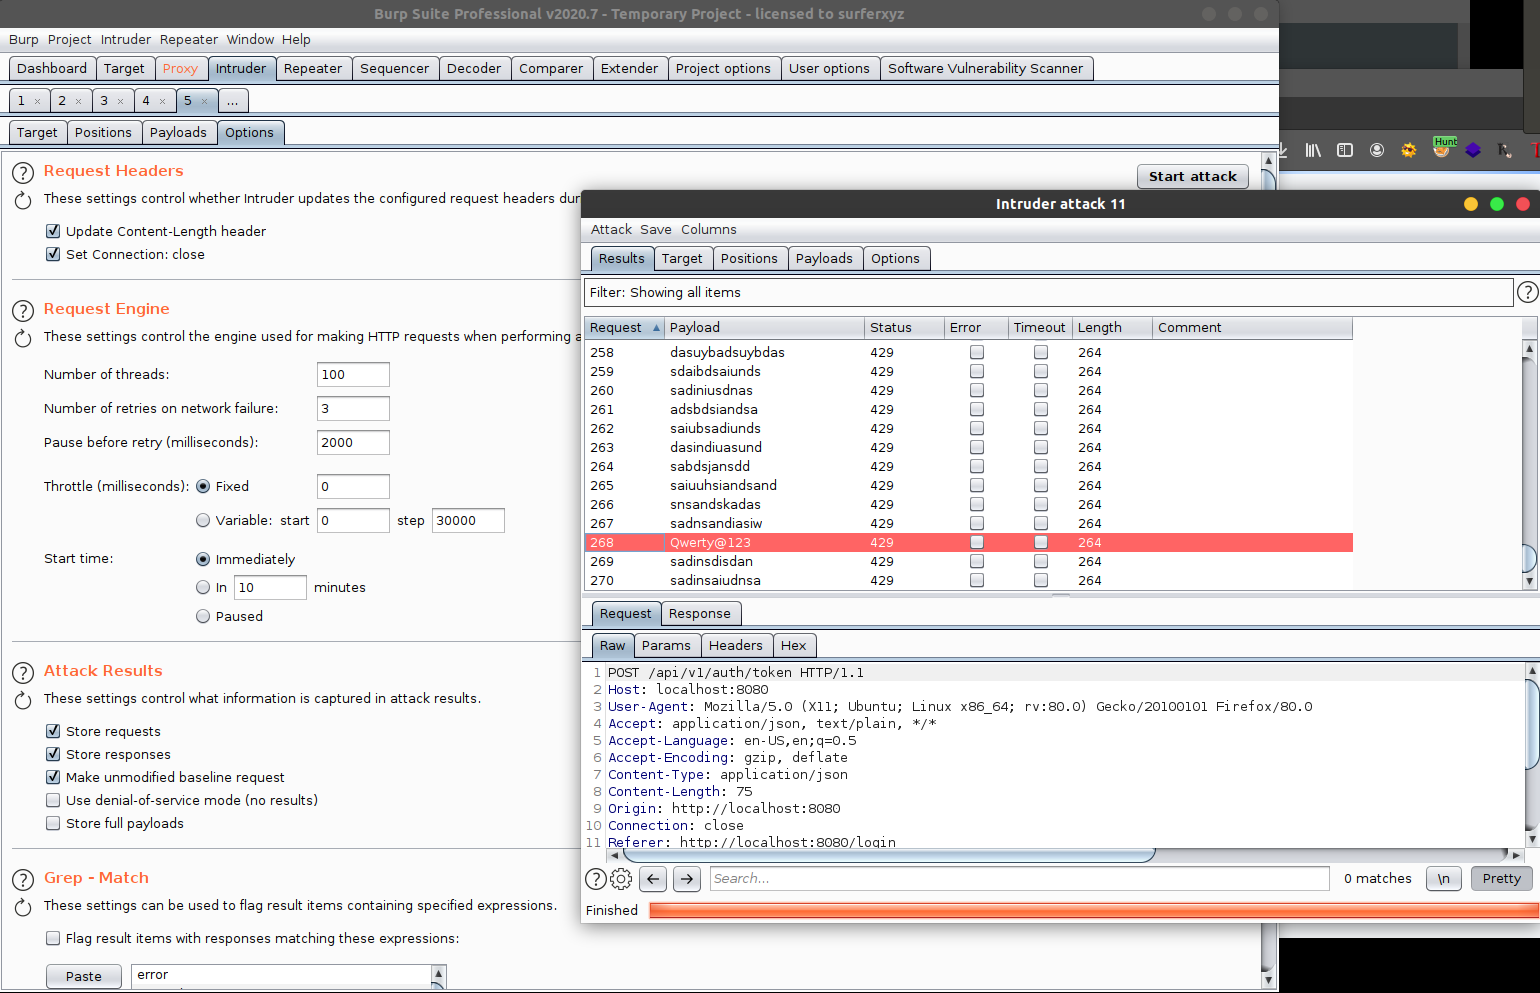 Burp Suite Professional v2020.7 - Temporary Project - licensed to surferxyz
Burp Project Intruder Repeater Window Help
Dashboard Target Proxy Intruder Repeater Sequencer Decoder Comparer Extender Project options User options Software Vulnerability Scanner
1 × 2 × 3 × 4 × 5 × ...
Target Positions Payloads Options
Request Headers
Start attack
These settings control whether Intruder updates the configured request headers dur
Update Content-Length header
Set Connection: close
Request Engine
These settings control the engine used for making HTTP requests when performing a
Number of threads: 100
Number of retries on network failure: 3
Pause before retry (milliseconds): 2000
Throttle (milliseconds): Fixed 0
Variable: start 0 step 30000
Start time: Immediately
In 10 minutes
Paused
Attack Results
These settings control what information is captured in attack results.
Store requests
Store responses
Make unmodified baseline request
Use denial-of-service mode (no results)
Store full payloads
Grep - Match
These settings can be used to flag result items containing specified expressions.
Flag result items with responses matching these expressions:
Paste error
Hunt
Intruder attack 11
Attack Save Columns
Results Target Positions Payloads Options
Filter: Showing all items
Request Payload Status Error Timeout Length Comment
258 dasuybadsuybdas 429 264
259 sdaibdsaiunds 429 264
260 sadiniusdnas 429 264
261 adsbdsiandsa 429 264
262 saiubsadiunds 429 264
263 dasindiuasund 429 264
264 sabdsjansdd 429 264
265 saiuuhsiandsand 429 264
266 snsandskadas 429 264
267 sadnsandiasiw 429 264
268 Qwerty@123 429 264
269 sadinsdisdan 429 264
270 sadinsaiudnsa 429 264
Request Response
Raw Params Headers Hex
1 POST /api/v1/auth/token HTTP/1.1
2 Host: localhost:8080
3 User-Agent: Mozilla/5.0 (X11; Ubuntu; Linux x86_64; rv:80.0) Gecko/20100101 Firefox/80.0
4 Accept: application/json, text/plain, */*
5 Accept-Language: en-US,en;q=0.5
6 Accept-Encoding: gzip, deflate
7 Content-Type: application/json
8 Content-Length: 75
9 Origin: http://localhost:8080
10 Connection: close
11 Referer: http://localhost:8080/login
Search... 0 matches \n Pretty
Finished